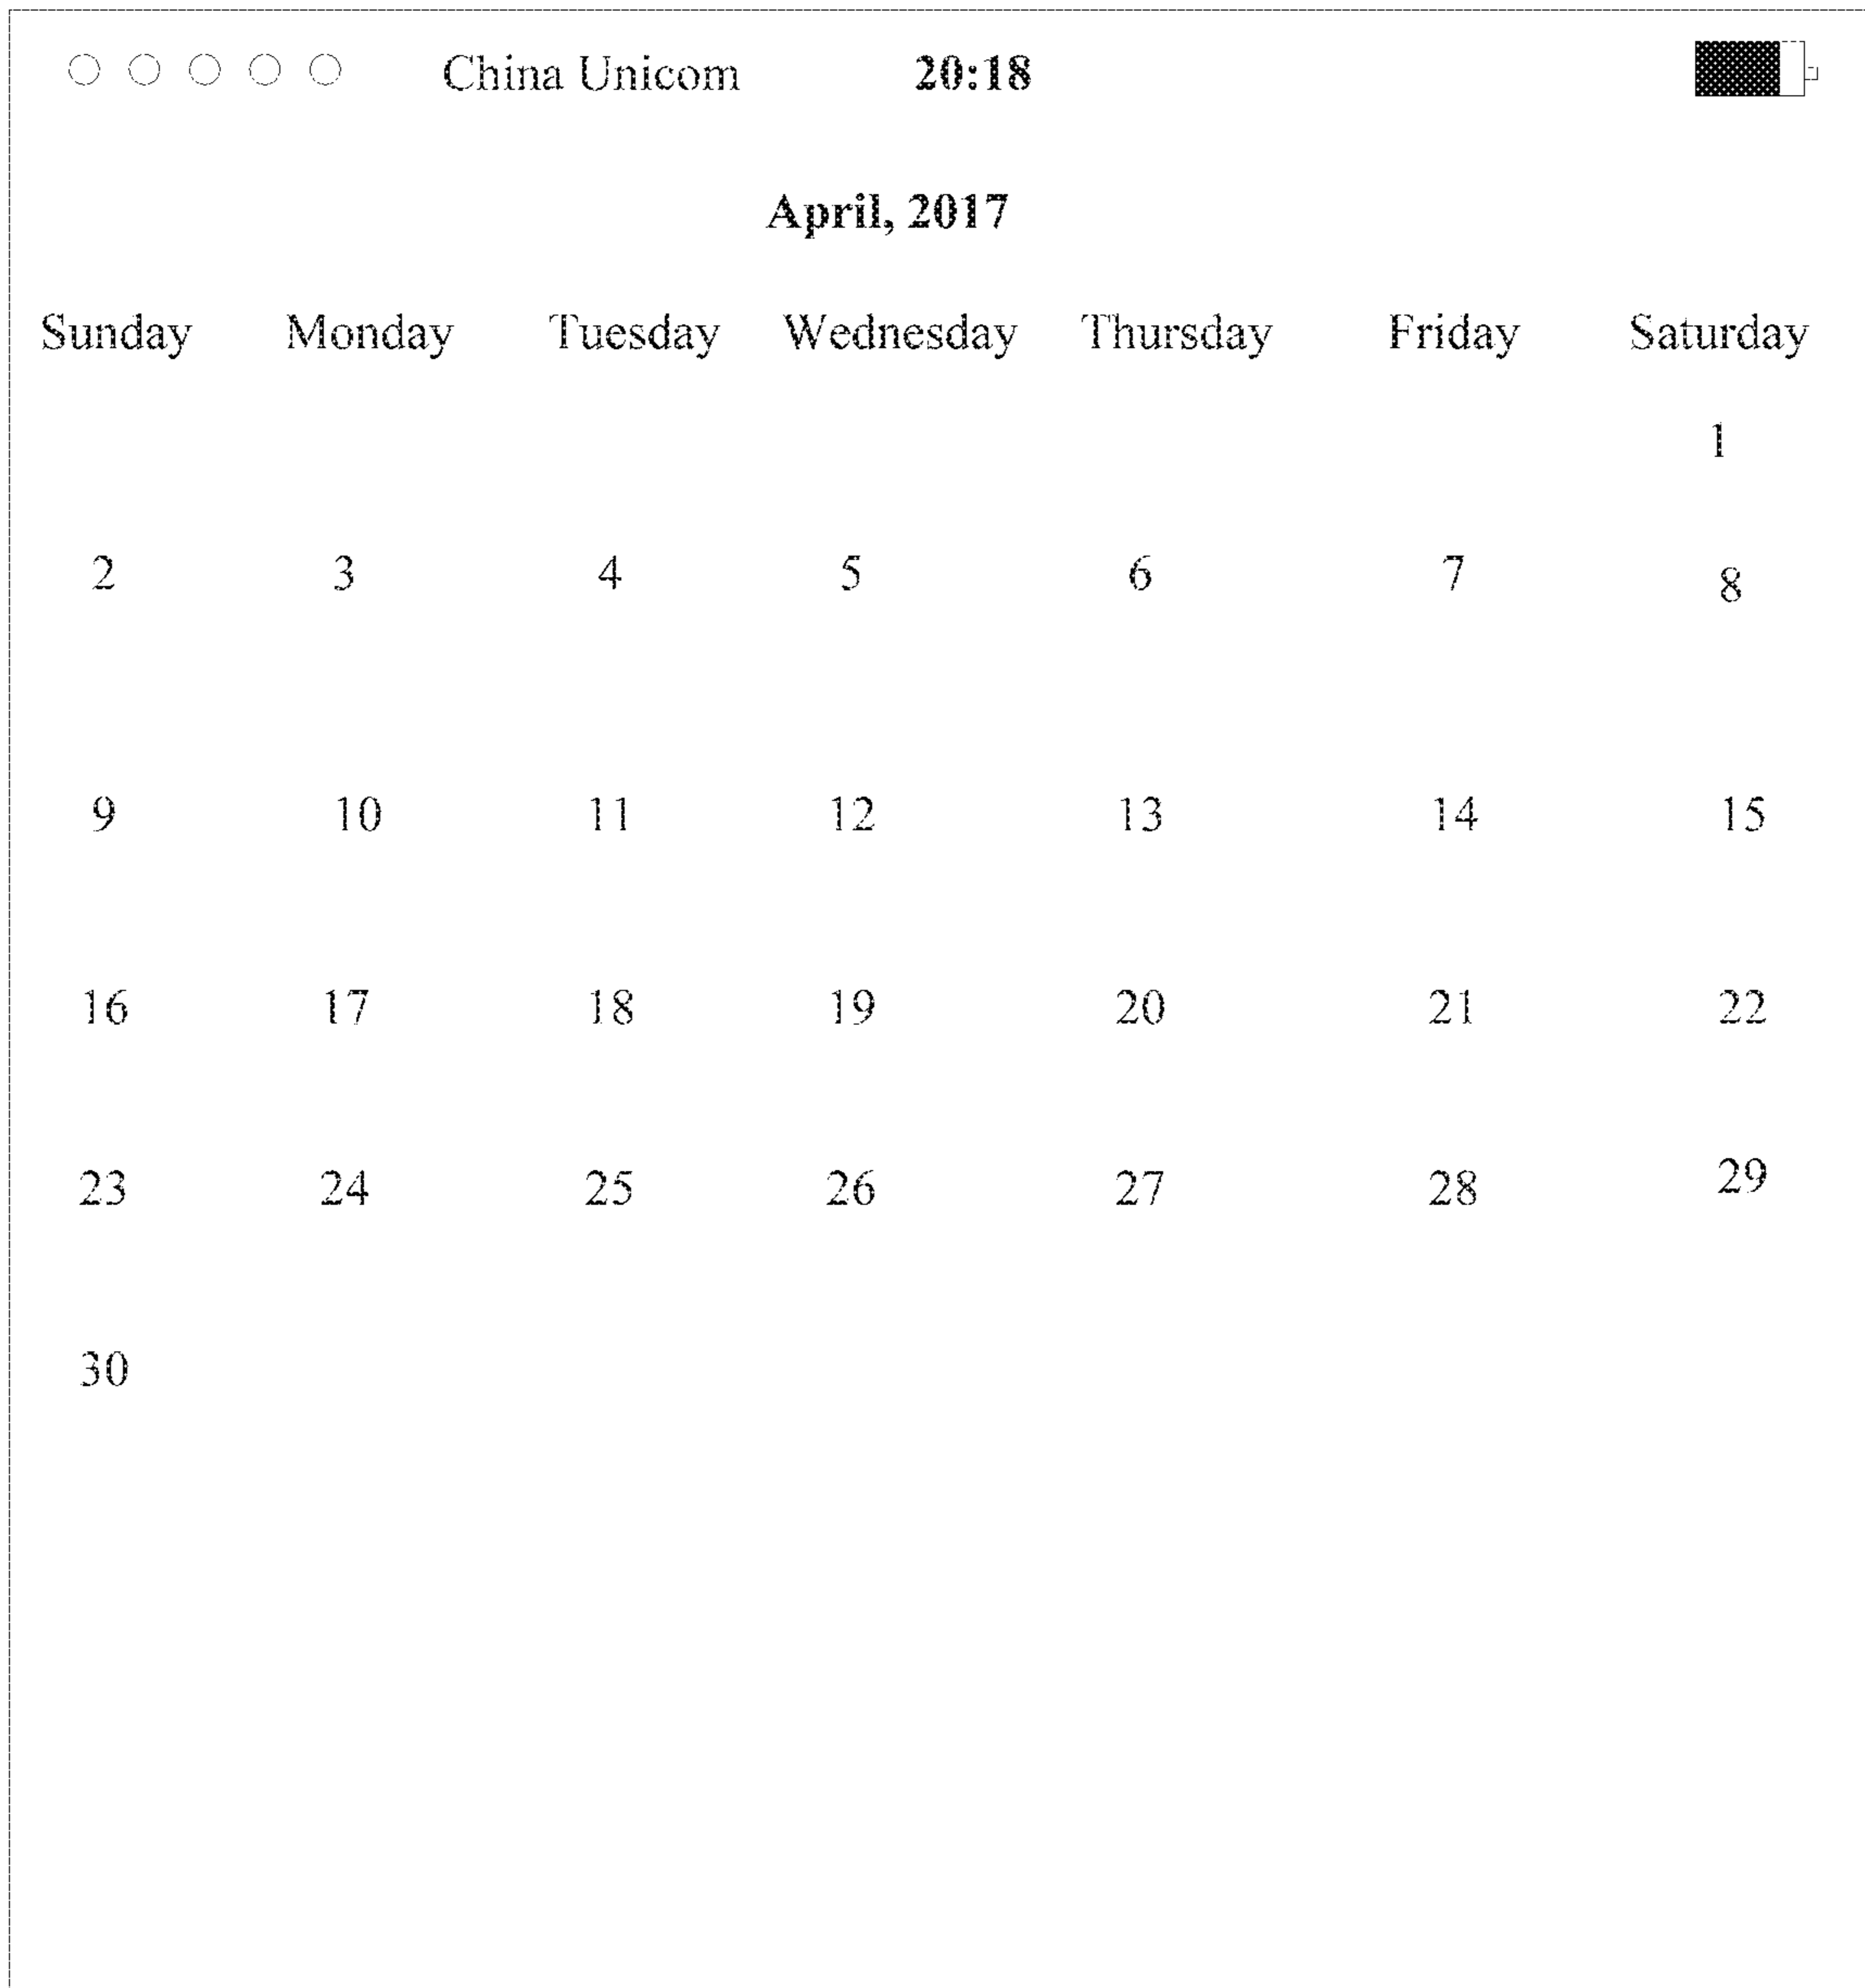 China Unicom 20:18
April, 2017
Sunday Monday Tuesday Wednesday Thursday Friday Saturday
1
2 3 4 5 6 7 8
9 10 11 12 13 14 15
16 17 18 19 20 21 22
23 24 25 26 27 28 29
30